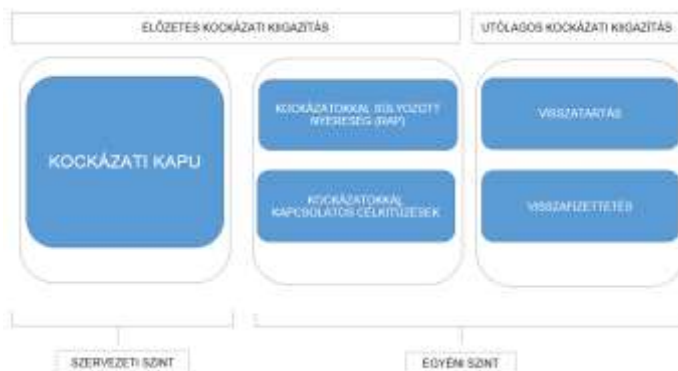 ELŐZETES KOCKÁZATI KIIGAZÍTÁS
UTÓLAGOS KOCKÁZATI KIIGAZÍTÁS
KOCKÁZATI KAPU
KOCKÁZATOKKAL SÚLYOZOTT
NYERESÉG (RAP)
KOCKÁZATOKKAL
KAPCSOLATOS CÉLKITŰZÉSEK
VISSZATARTÁS
VISSZAFIZETTETÉS
SZERVEZETI SZINT
EGYÉNI SZINT